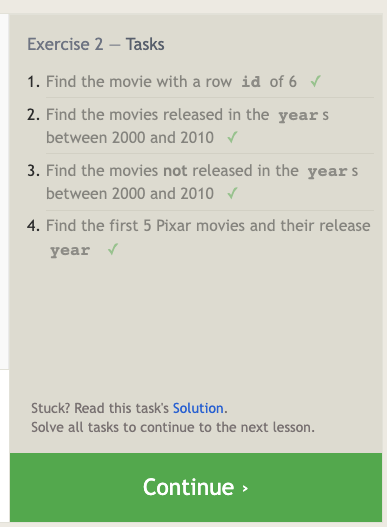 Exercise 2 — Tasks
1. Find the movie with a row id of 6 ✓
2. Find the movies released in the years
between 2000 and 2010 ✓
3. Find the movies not released in the years
between 2000 and 2010 ✓
4. Find the first 5 Pixar movies and their release
year ✓
Stuck? Read this task's Solution.
Solve all tasks to continue to the next lesson.
Continue ›